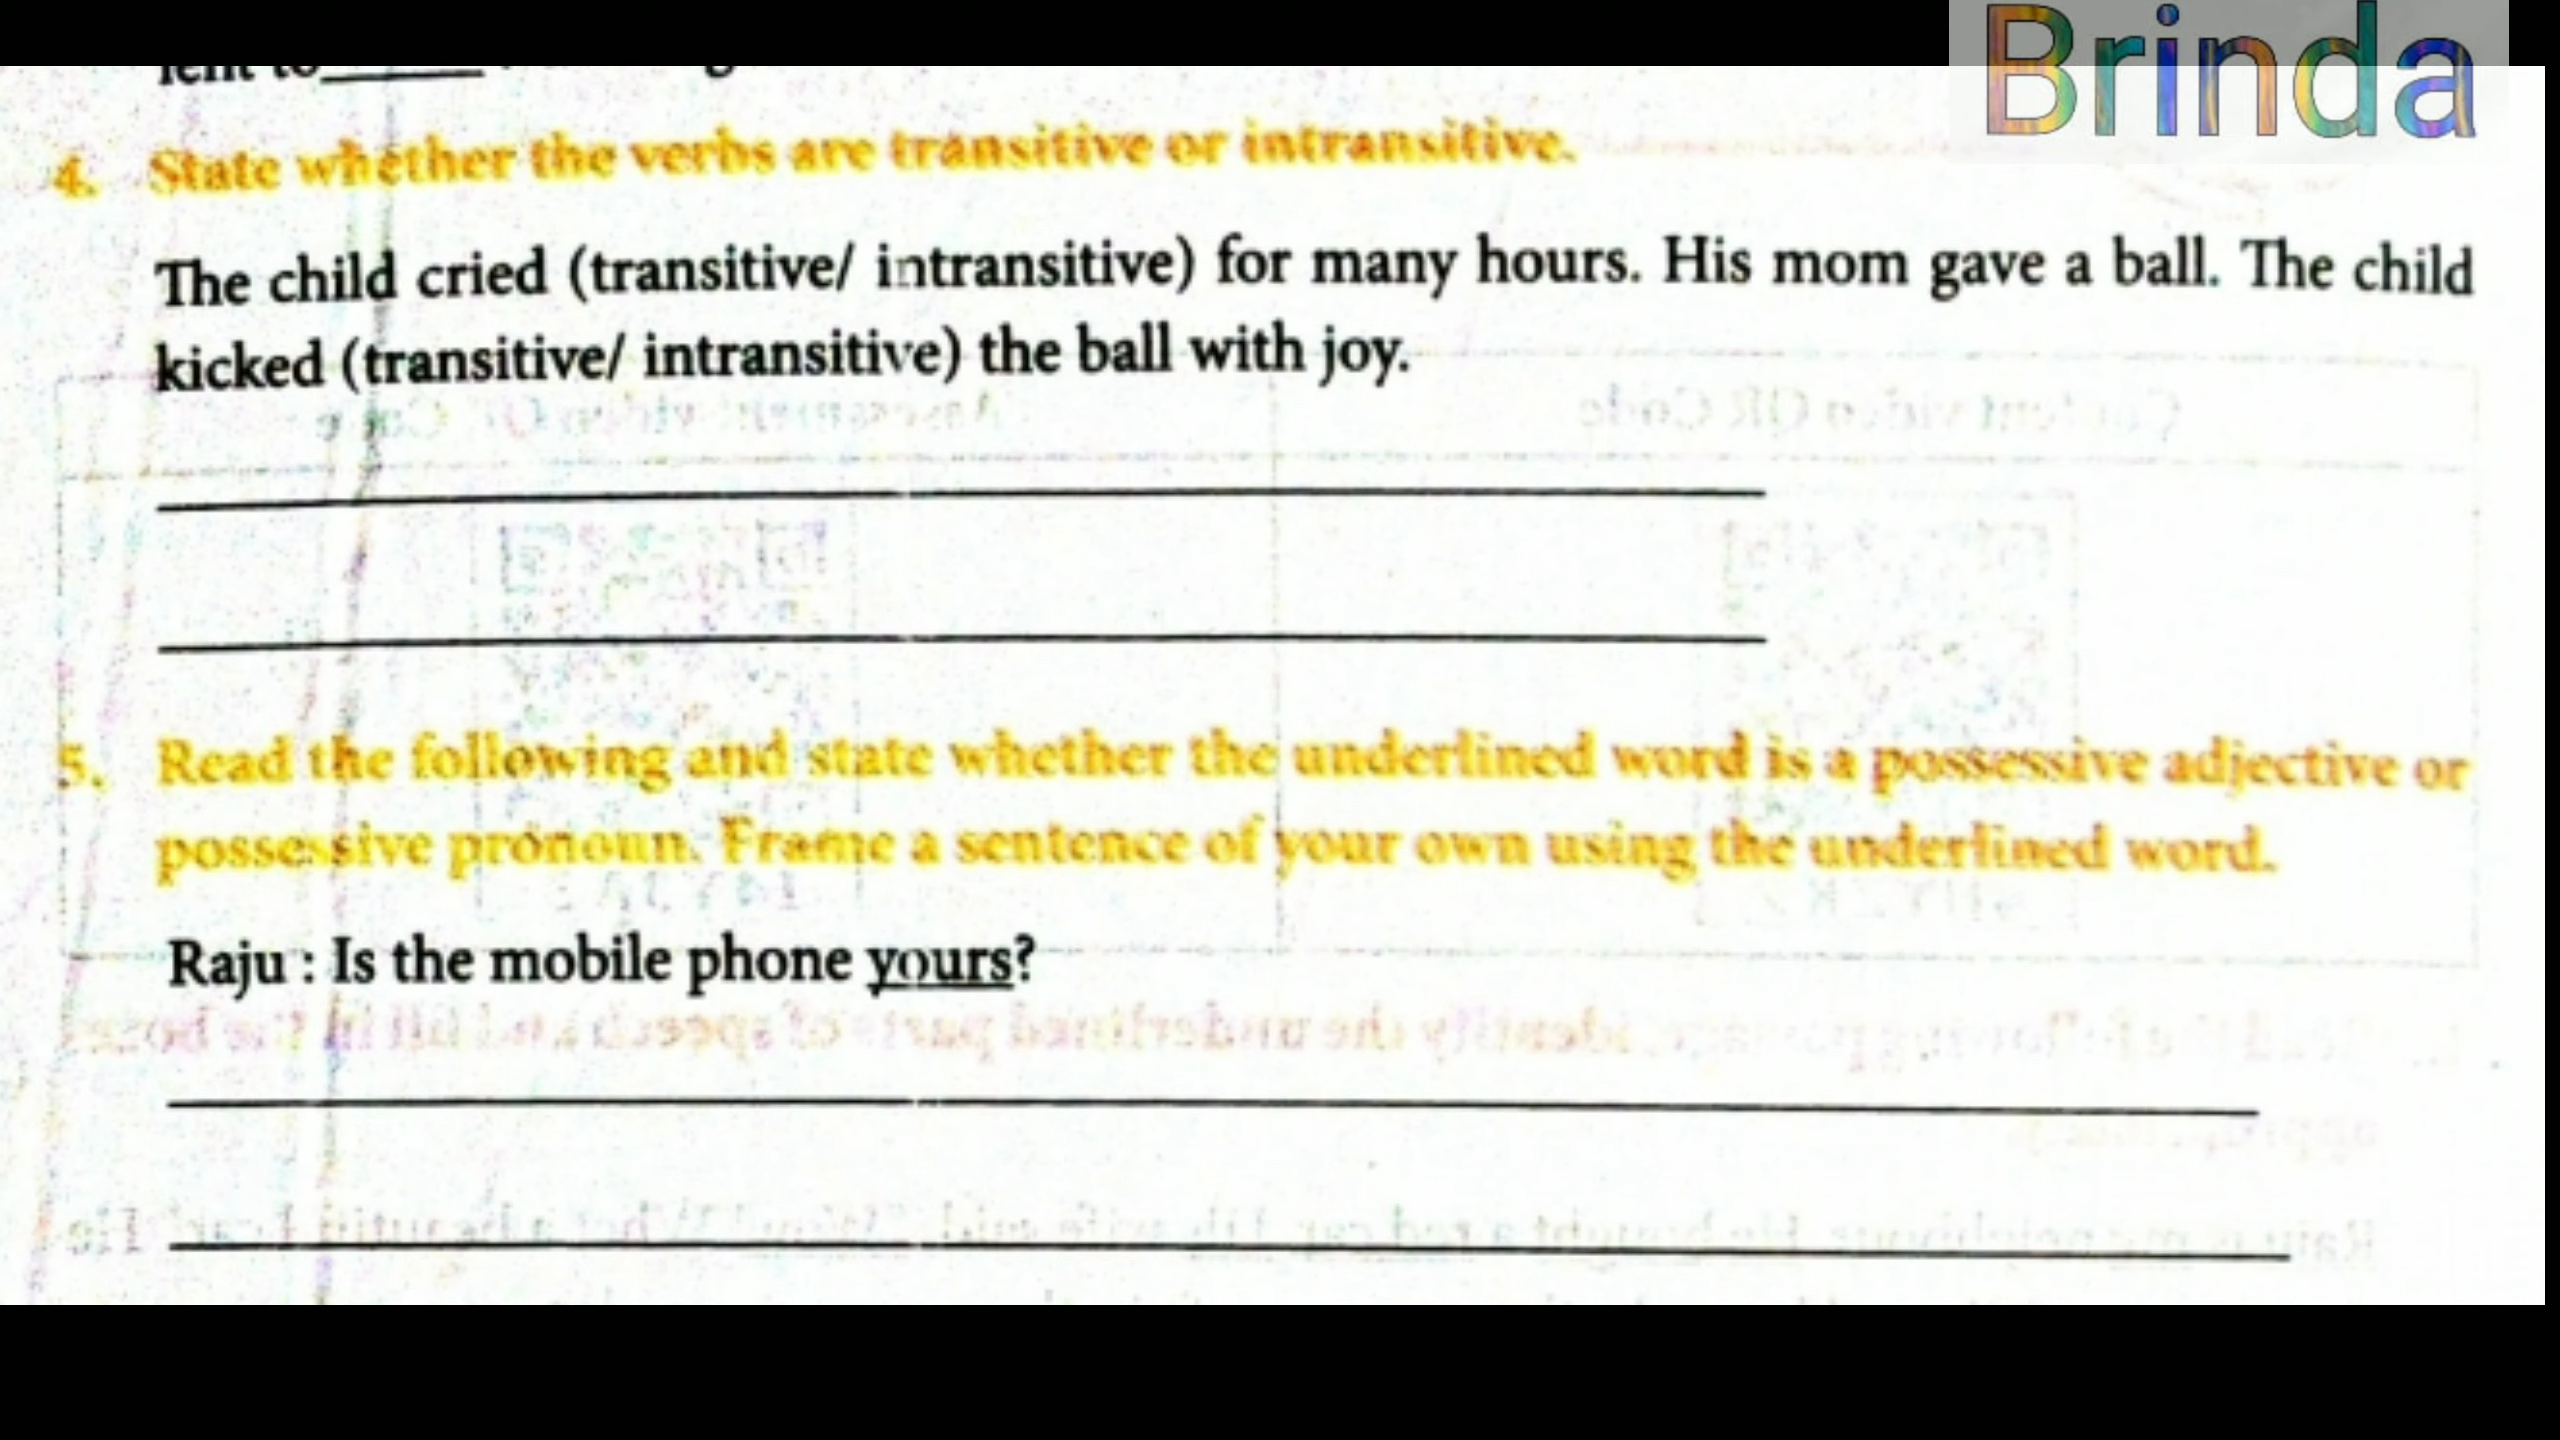 Brinda
lent to
4. State whether the verbs are transitive or intransitive.
The child cried (transitive/ intransitive) for many hours. His mom gave a ball. The child
kicked (transitive/ intransitive) the ball with joy.
5. Read the following and state whether the underlined word is a possessive adjective or
possessive pronoun. Frame a sentence of your own using the underlined word.
Raju : Is the mobile phone yours?